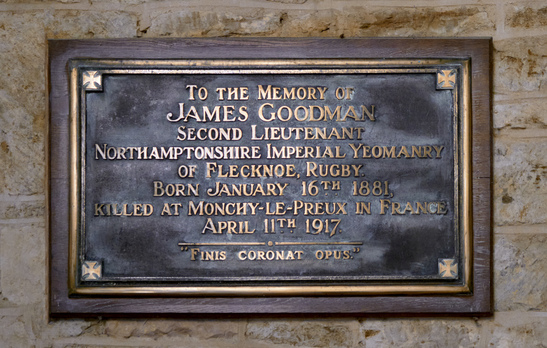 To the Memory of
James Goodman
Second Lieutenant
Northamptonshire Imperial Yeomanry
of Flecknoe, Rugby.
Born January 16th 1881,
Killed at Monchy-le-Preux in France
April 11th 1917.
"Finis coronat opus."